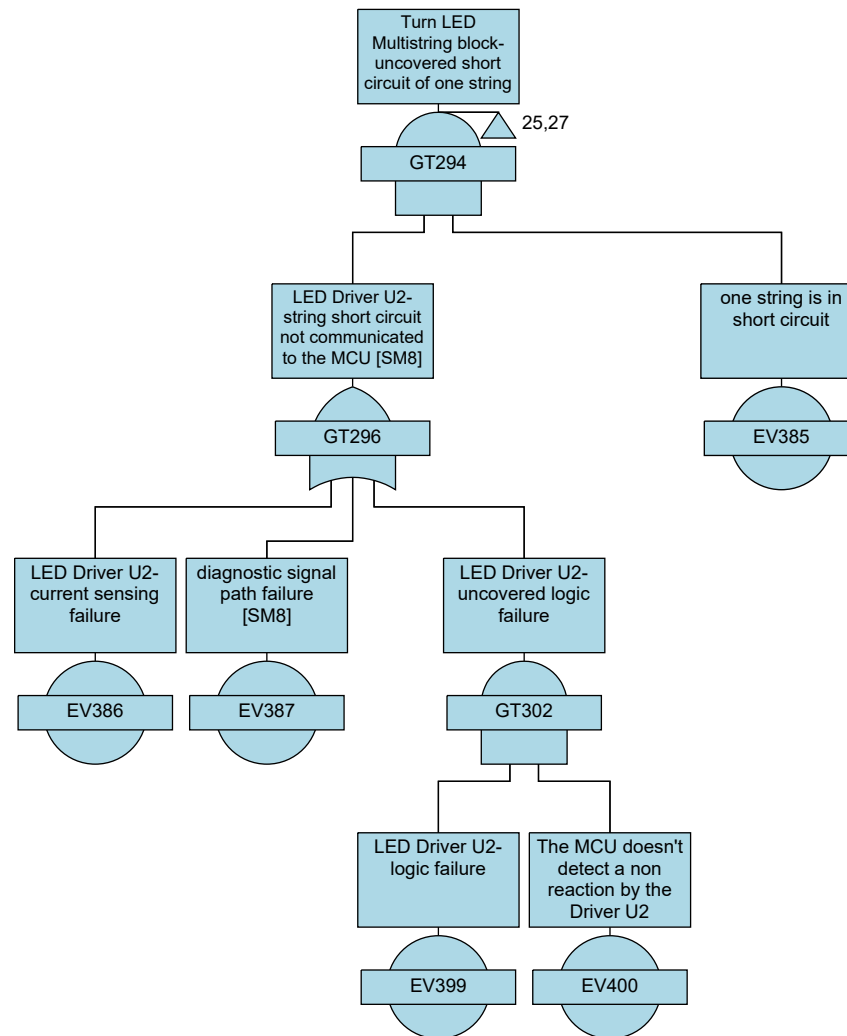 Turn LED
Multistring block-
uncovered short
circuit of one string
25,27
GT294
LED Driver U2-
string short circuit
not communicated
to the MCU [SM8]
one string is in
short circuit
GT296
EV385
LED Driver U2-
current sensing
failure
diagnostic signal
path failure
[SM8]
LED Driver U2-
uncovered logic
failure
EV386
EV387
GT302
LED Driver U2-
logic failure
The MCU doesn't
detect a non
reaction by the
Driver U2
EV399
EV400